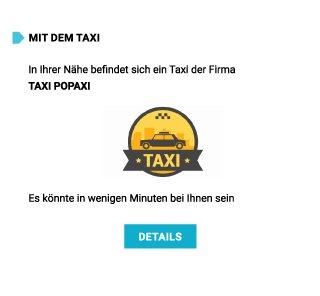 MIT DEM TAXI
In Ihrer Nähe befindet sich ein Taxi der Firma
TAXI POPAXI
TAXI
Es könnte in wenigen Minuten bei Ihnen sein
DETAILS